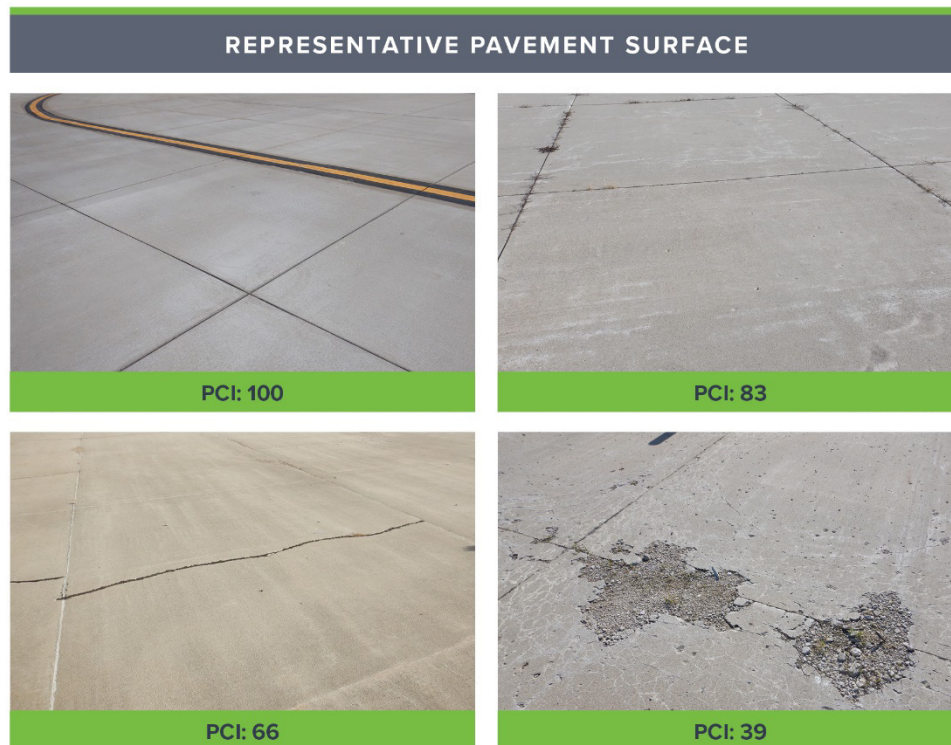 REPRESENTATIVE PAVEMENT SURFACE
PCI: 100
PCI: 83
PCI: 66
PCI: 39